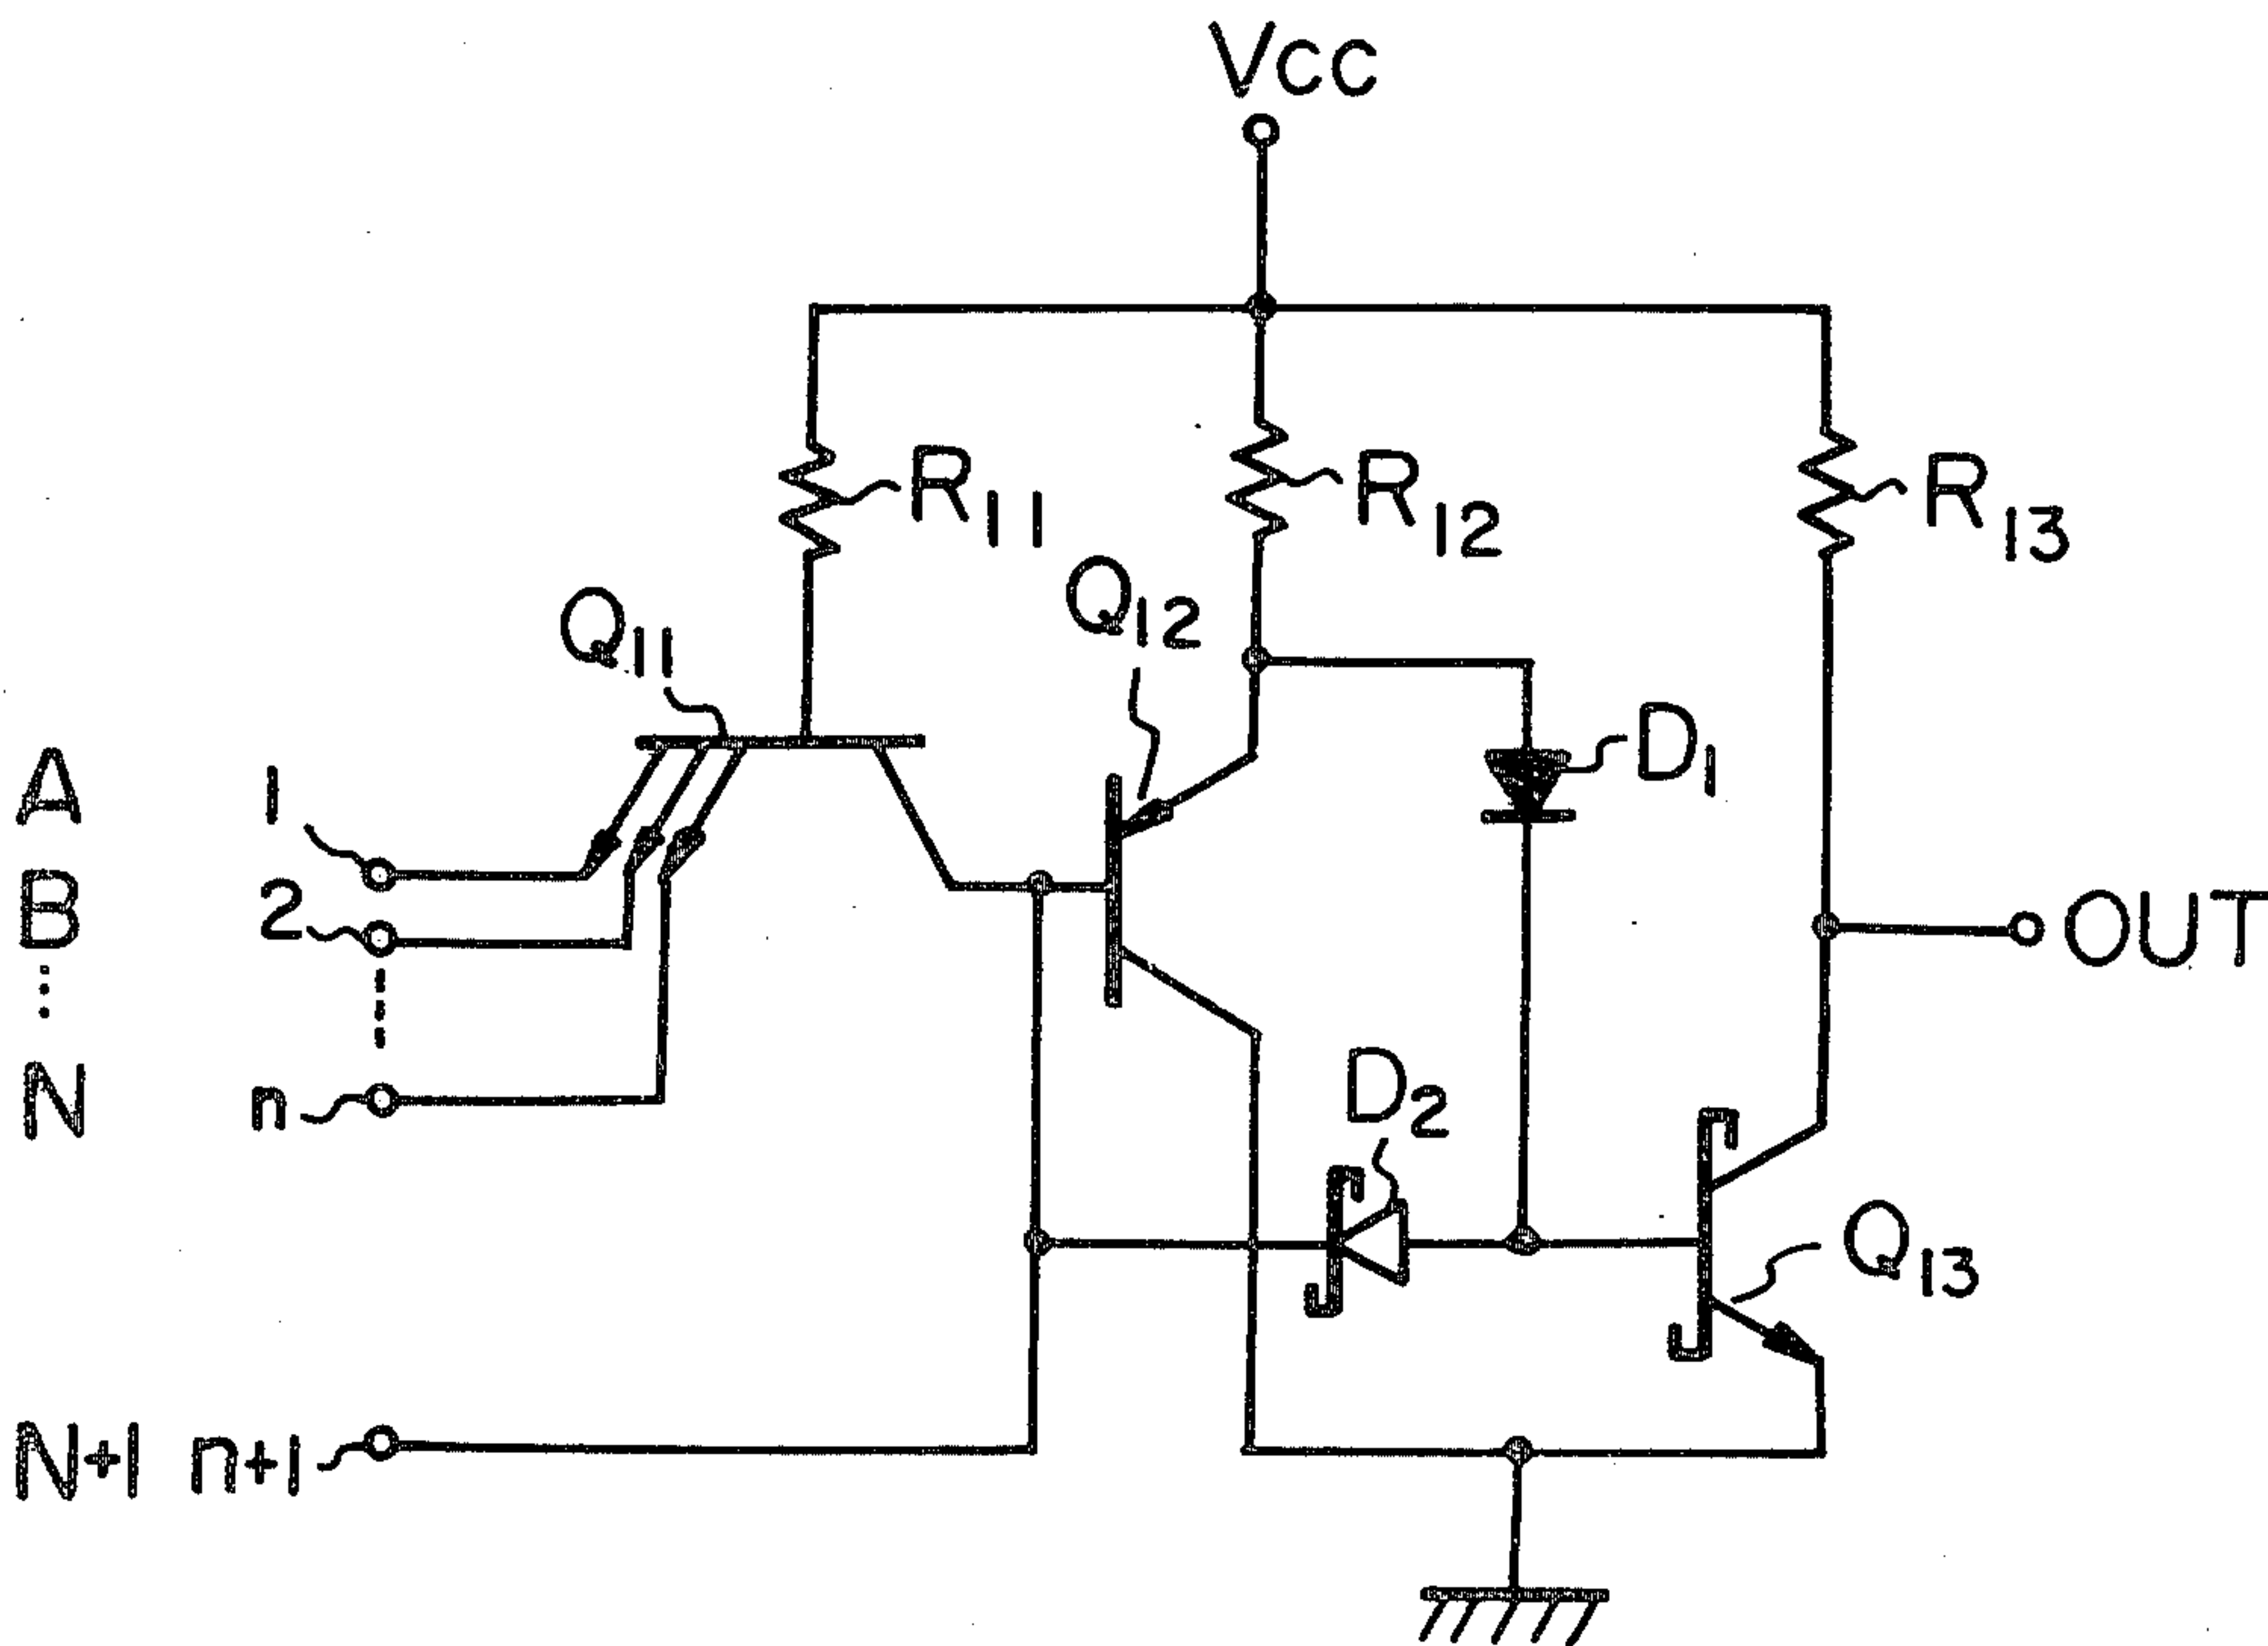 Vcc
R11
R12
R13
Q11
Q12
D1
A 1
B 2
N n
OUT
D2
Q13
N+1 n+1